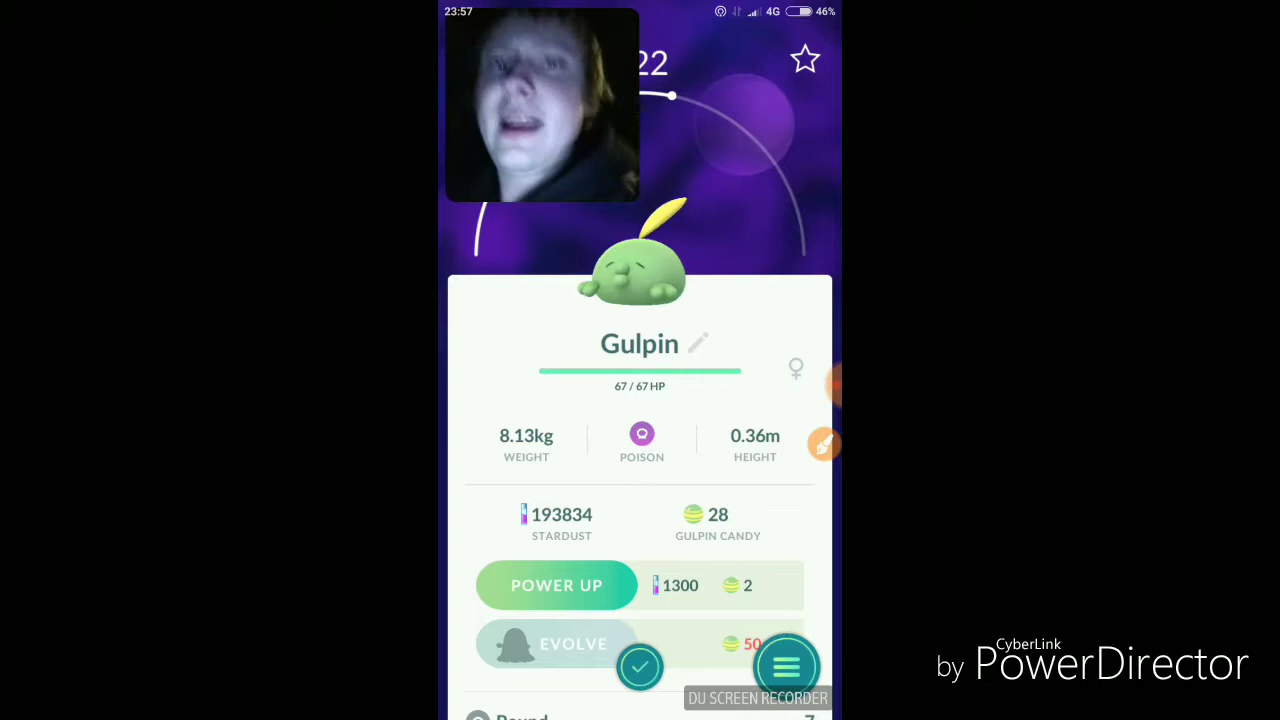 23:57
4G 46%
22
Gulpin
67 / 67 HP
8.13kg
WEIGHT
POISON
0.36m
HEIGHT
193834
STARDUST
28
GULPIN CANDY
POWER UP 1300 2
EVOLVE 50
DU SCREEN RECORDER
7
CyberLink
by PowerDirector